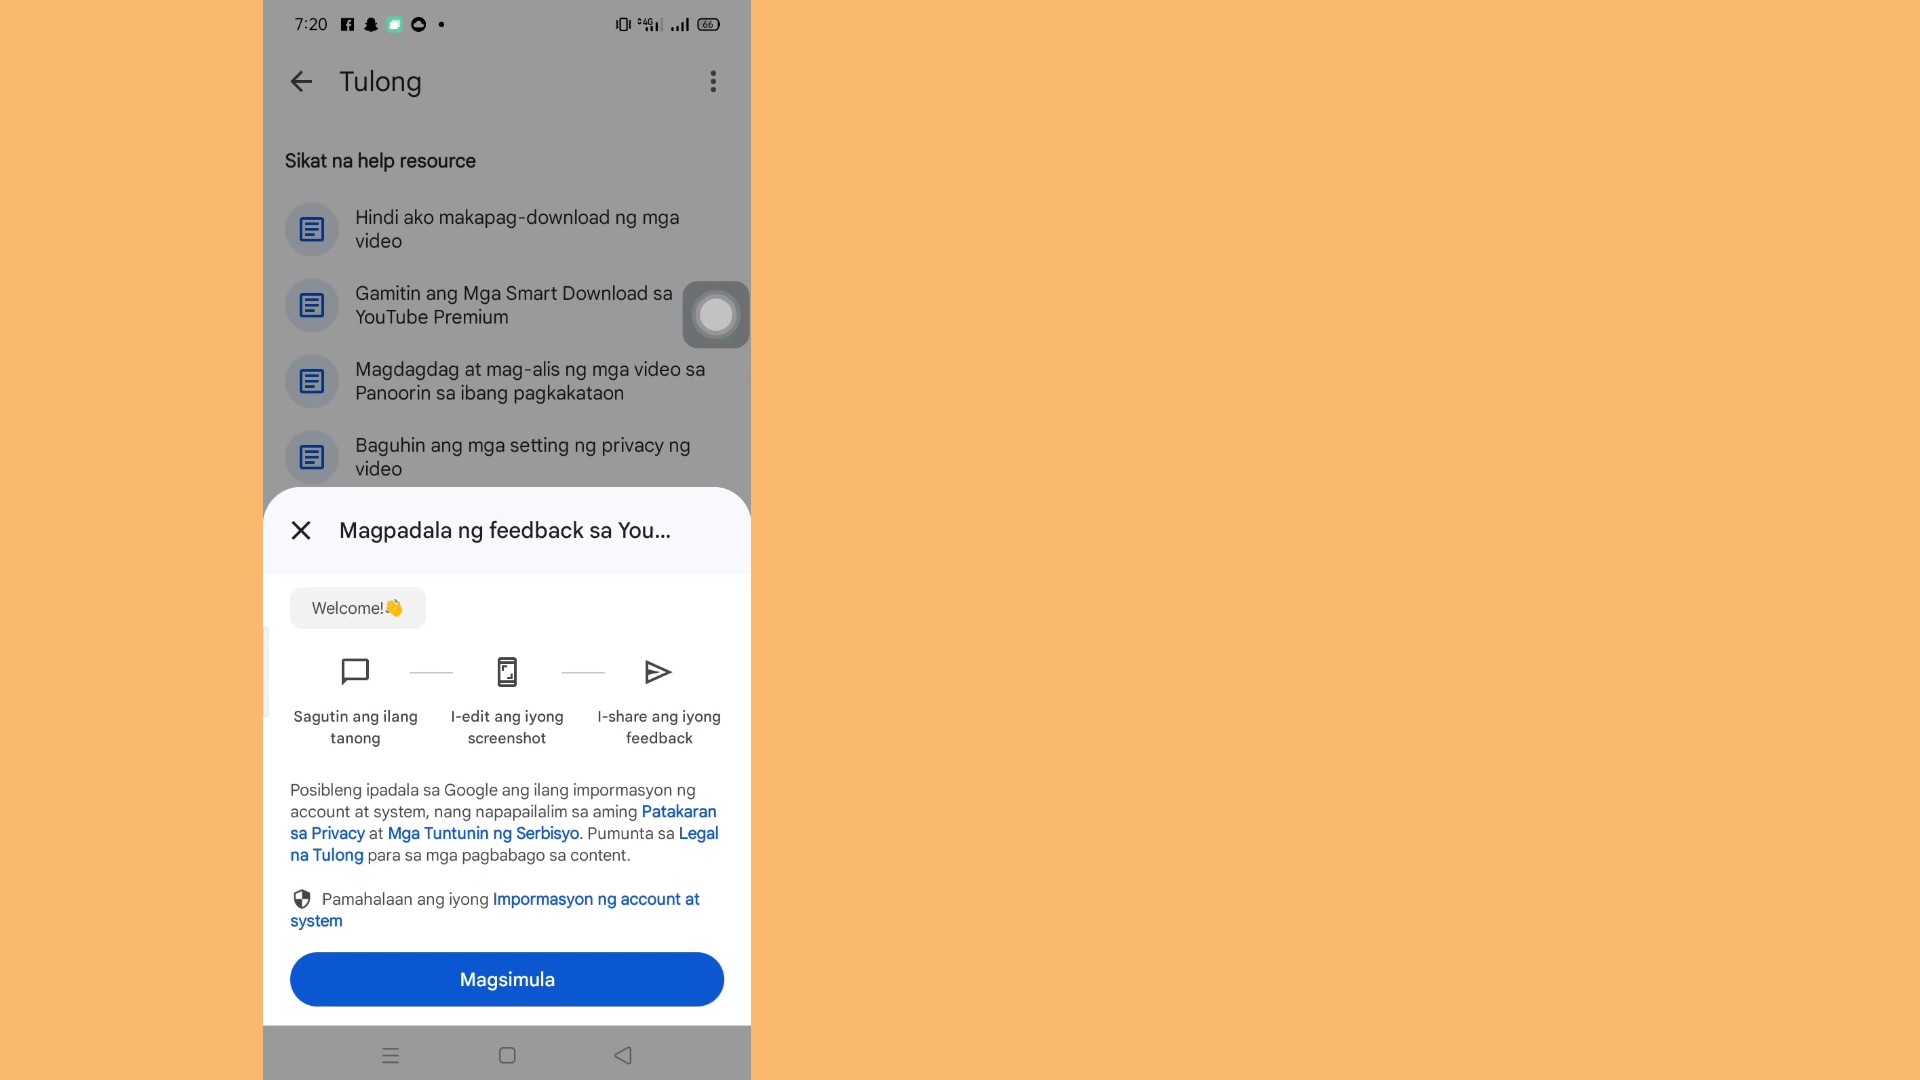 7:20
4G
66
Tulong
Sikat na help resource
Hindi ako makapag-download ng mga
video
Gamitin ang Mga Smart Download sa
YouTube Premium
Magdagdag at mag-alis ng mga video sa
Panoorin sa ibang pagkakataon
Baguhin ang mga setting ng privacy ng
video
Magpadala ng feedback sa You...
Welcome!👋
Sagutin ang ilang
tanong
I-edit ang iyong
screenshot
I-share ang iyong
feedback
Posibleng ipadala sa Google ang ilang impormasyon ng
account at system, nang napapailalim sa aming Patakaran
sa Privacy at Mga Tuntunin ng Serbisyo. Pumunta sa Legal
na Tulong para sa mga pagbabago sa content.
Pamahalaan ang iyong Impormasyon ng account at
system
Magsimula